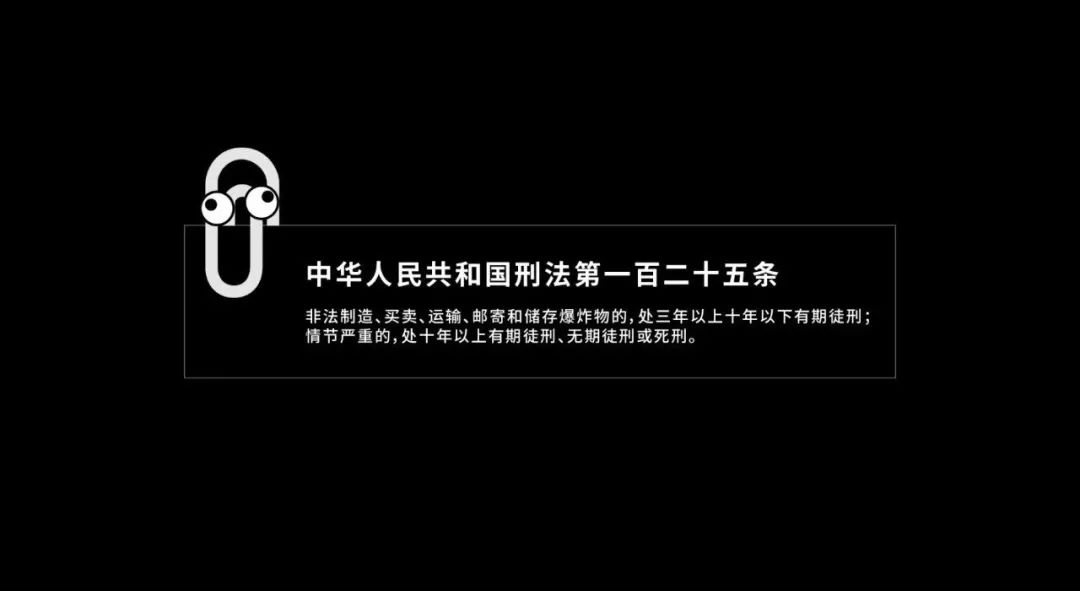 中华人民共和国刑法第一百二十五条
非法制造、买卖、运输、邮寄和储存爆炸物的,处三年以上十年以下有期徒刑;
情节严重的,处十年以上有期徒刑、无期徒刑或死刑。